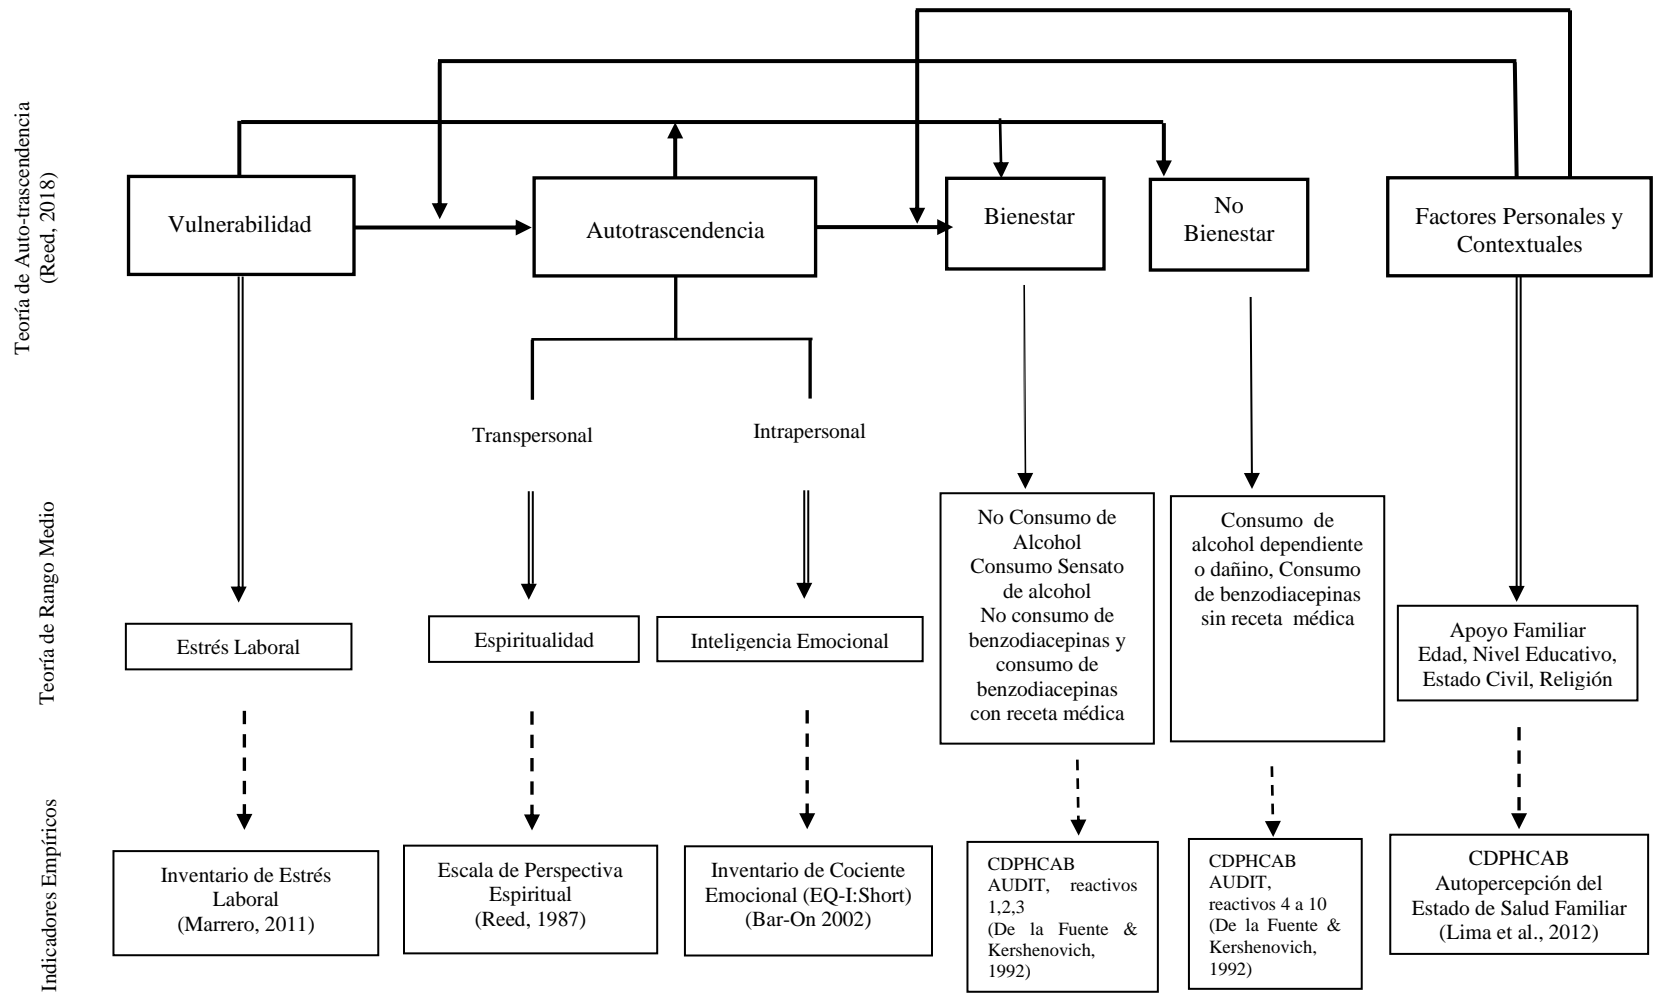 Teoría de Auto-trascendencia
(Reed, 2018)
Vulnerabilidad
Autotrascendencia
Bienestar
No
Bienestar
Factores Personales y
Contextuales
Transpersonal
Intrapersonal
Teoría de Rango Medio
Estrés Laboral
Espiritualidad
Inteligencia Emocional
No Consumo de
Alcohol
Consumo Sensato
de alcohol
No consumo de
benzodiacepinas y
consumo de
benzodiacepinas
con receta médica
Consumo de
alcohol dependiente
o dañino, Consumo
de benzodiacepinas
sin receta médica
Apoyo Familiar
Edad, Nivel Educativo,
Estado Civil, Religión
Indicadores Empíricos
Inventario de Estrés
Laboral
(Marrero, 2011)
Escala de Perspectiva
Espiritual
(Reed, 1987)
Inventario de Cociente
Emocional (EQ-I:Short)
(Bar-On 2002)
CDPHCAB
AUDIT, reactivos
1,2,3
(De la Fuente &
Kershenovich,
1992)
CDPHCAB
AUDIT,
reactivos 4 a 10
(De la Fuente &
Kershenovich,
1992)
CDPHCAB
Autopercepción del
Estado de Salud Familiar
(Lima et al., 2012)